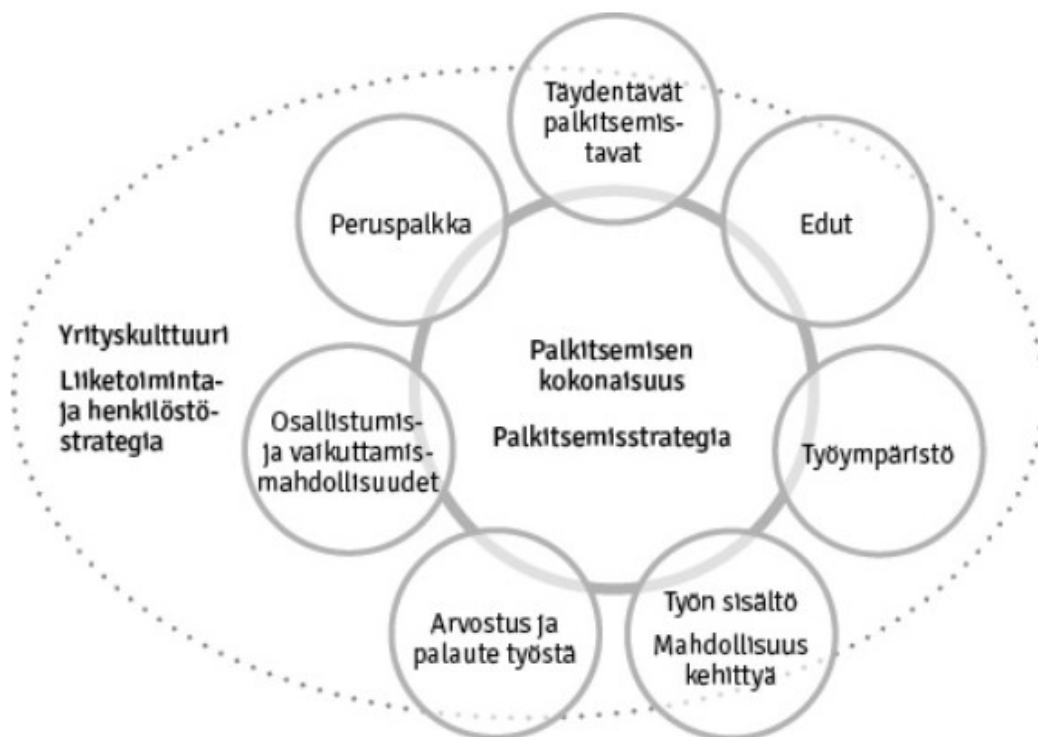 Täydentävät
palkitsemis-
tavat
Peruspalkka
Edut
Yrityskulttuuri
Liiketoiminta-
ja henkilöstö-
strategia
Palkitsemisen
kokonaisuus
Palkitsemisstrategia
Osallistumis-
ja vaikuttamis-
mahdollisuudet
Työympäristö
Arvostus ja
palaute työstä
Työn sisältö
Mahdollisuus
kehittyä